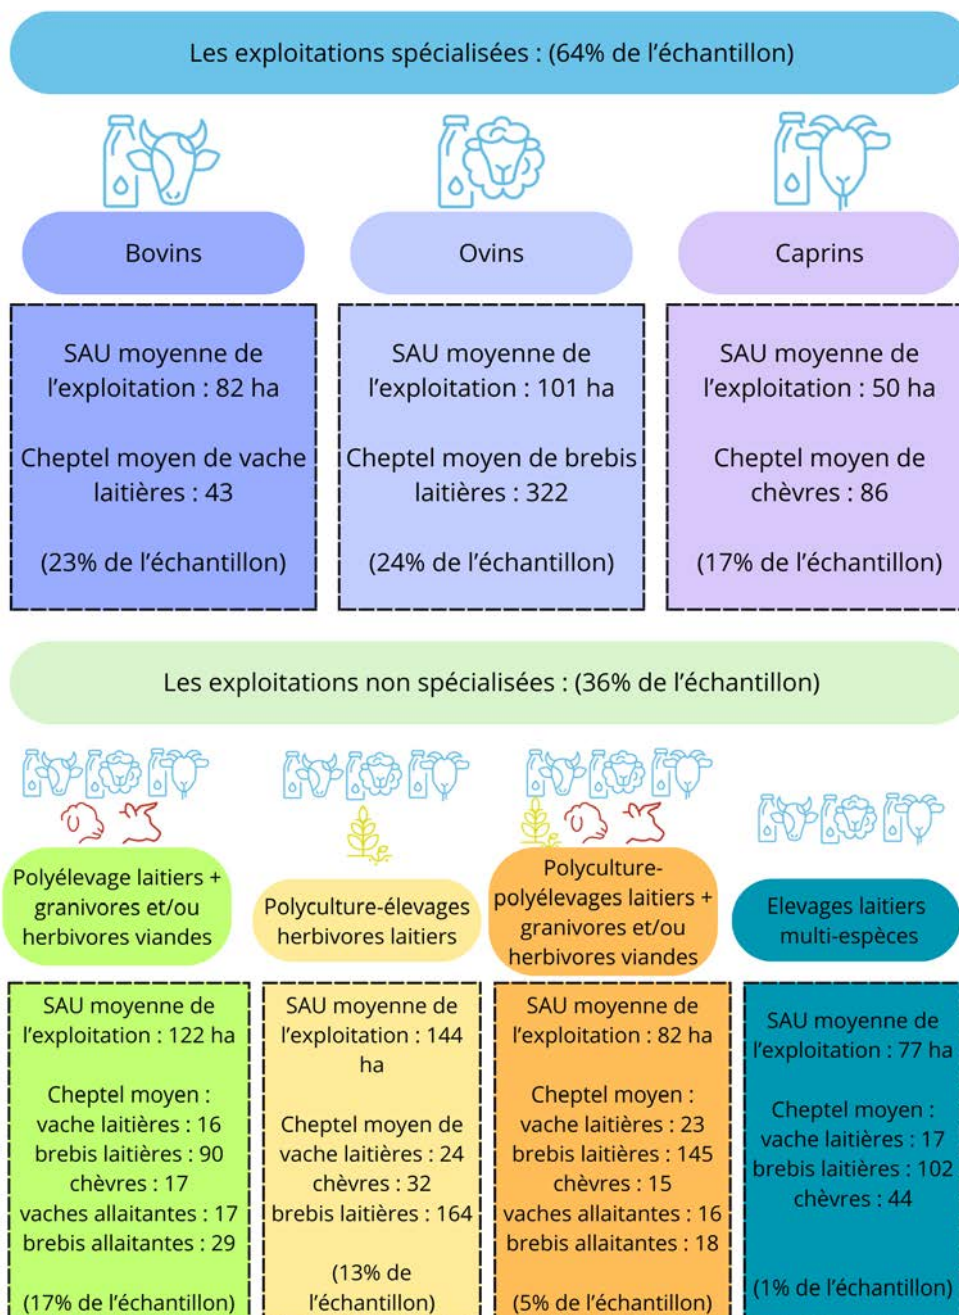 Les exploitations spécialisées : (64% de l'échantillon)
Bovins
SAU moyenne de
l'exploitation : 82 ha
Cheptel moyen de vache
laitières : 43
(23% de l'échantillon)
Ovins
SAU moyenne de
l'exploitation : 101 ha
Cheptel moyen de brebis
laitières : 322
(24% de l'échantillon)
Caprins
SAU moyenne de
l'exploitation : 50 ha
Cheptel moyen de
chèvres : 86
(17% de l'échantillon)
Les exploitations non spécialisées : (36% de l'échantillon)
Polyélevage laitiers +
granivores et/ou
herbivores viandes
SAU moyenne de
l'exploitation : 122 ha
Cheptel moyen :
vache laitières : 16
brebis laitières : 90
chèvres : 17
vaches allaitantes : 17
brebis allaitantes : 29
(17% de l'échantillon)
Polyculture-élevages
herbivores laitiers
SAU moyenne de
l'exploitation : 144
ha
Cheptel moyen de
vache laitières : 24
chèvres : 32
brebis laitière : 164
(13% de
l'échantillon)
Polyculture-
polyélevages laitiers +
granivores et/ou
herbivores viandes
SAU moyenne de
l'exploitation : 82 ha
Cheptel moyen :
vache laitières : 23
brebis laitières : 145
chèvres : 15
vaches allaitantes : 16
brebis allaitantes : 18
(5% de l'échantillon)
Elevages laitiers
multi-espèces
SAU moyenne de
l'exploitation : 77 ha
Cheptel moyen :
vache laitières : 17
brebis laitières : 102
chèvres : 44
(1% de l'échantillon)